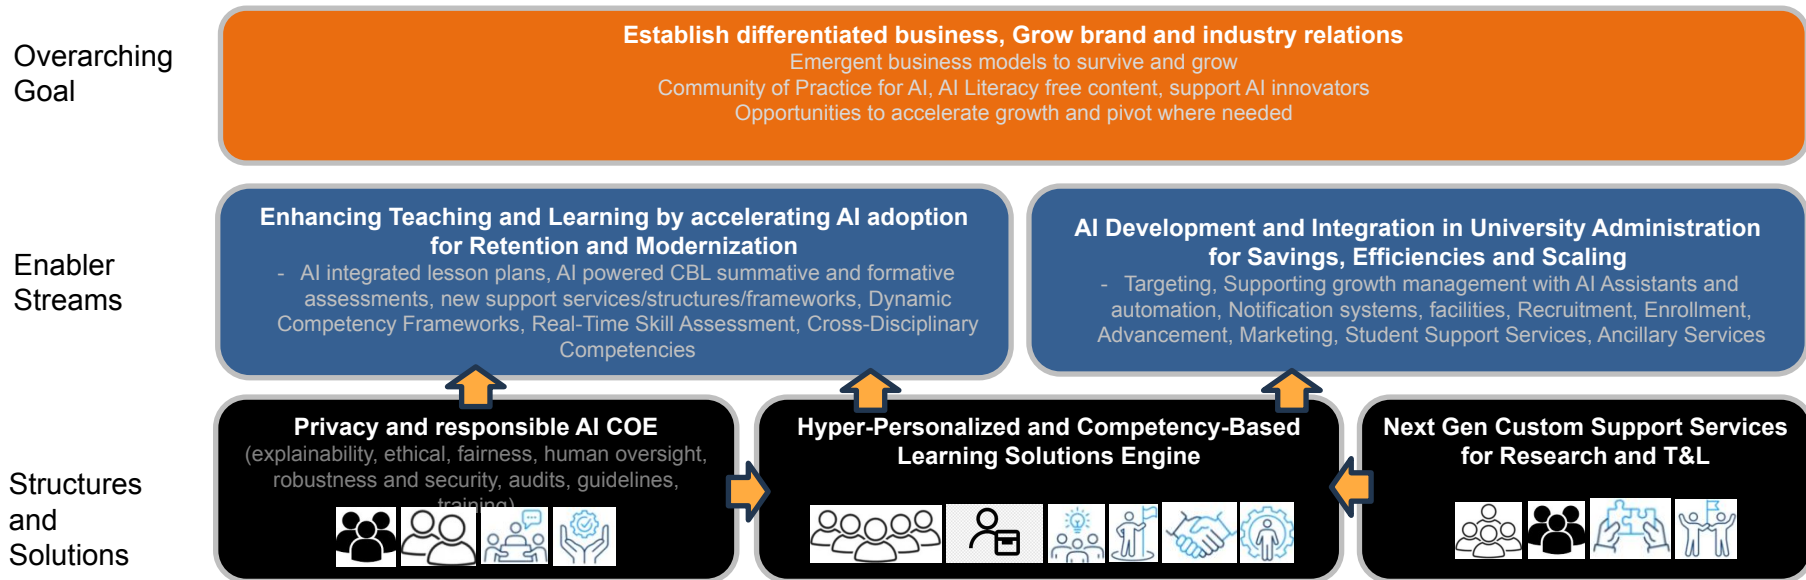 Overarching
Goal
Establish differentiated business, Grow brand and industry relations
Emergent business models to survive and grow
Community of Practice for AI, AI Literacy free content, support AI innovators
Opportunities to accelerate growth and pivot where needed
Enabler
Streams
Enhancing Teaching and Learning by accelerating AI adoption
for Retention and Modernization
- AI integrated lesson plans, AI powered CBL summative and formative
assessments, new support services/structures/frameworks, Dynamic
Competency Frameworks, Real-Time Skill Assessment, Cross-Disciplinary
Competencies
AI Development and Integration in University Administration
for Savings, Efficiencies and Scaling
- Targeting, Supporting growth management with AI Assistants and
automation, Notification systems, facilities, Recruitment, Enrollment,
Advancement, Marketing, Student Support Services, Ancillary Services
Structures
and
Solutions
Privacy and responsible AI COE
(explainability, ethical, fairness, human oversight,
robustness and security, audits, guidelines,
training)
Hyper-Personalized and Competency-Based
Learning Solutions Engine
Next Gen Custom Support Services
for Research and T&L